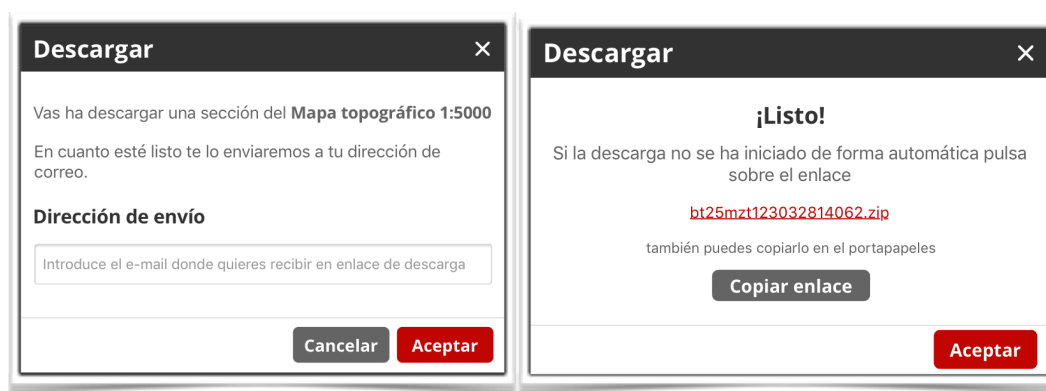 Descargar ×
Vas ha descargar una sección del Mapa topográfico 1:5000
En cuanto esté listo te lo enviaremos a tu dirección de
correo.
Dirección de envío
Introduce el e-mail donde quieres recibir en enlace de descarga
Cancelar Aceptar
Descargar ×
¡Listo!
Si la descarga no se ha iniciado de forma automática pulsa
sobre el enlace
bt25mzt123032814062.zip
también puedes copiarlo en el portapapeles
Copiar enlace
Aceptar